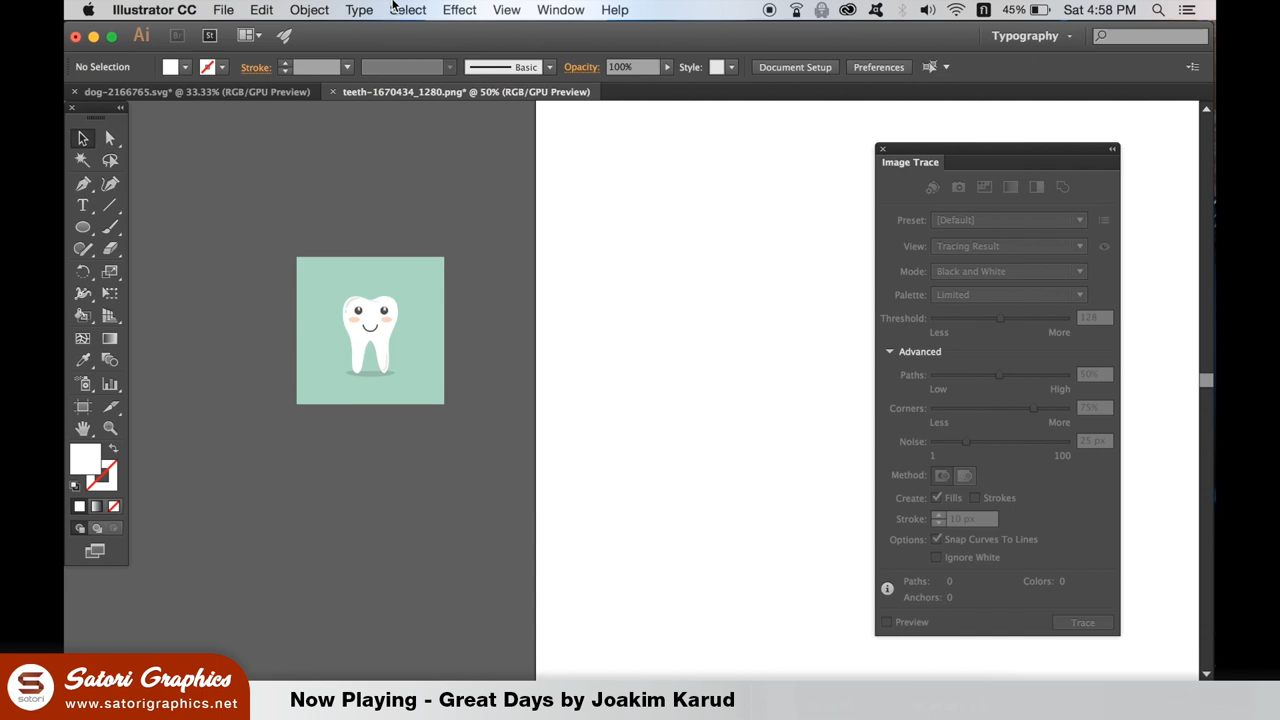 Illustrator CC File Edit Object Type Select Effect View Window Help 45% Sat 4:58 PM
Ai Br St Typography
No Selection Stroke: Basic Opacity: 100% Style: Document Setup Preferences
× dog-2166765.svg* @ 33.33% (RGB/GPU Preview) × teeth-1670434_1280.png* @ 50% (RGB/GPU Preview)
Image Trace
Preset: [Default]
View: Tracing Result
Mode: Black and White
Palette: Limited
Threshold: 128
Less More
Advanced
Paths: 50%
Low High
Corners: 75%
Less More
Noise: 25 px
1 100
Method:
Create: Fills Strokes
Stroke: 10 px
Options: Snap Curves To Lines
Ignore White
Paths: 0 Colors: 0
Anchors: 0
Preview Trace
T
Satori Graphics
satori
www.satorigraphics.net
Now Playing - Great Days by Joakim Karud